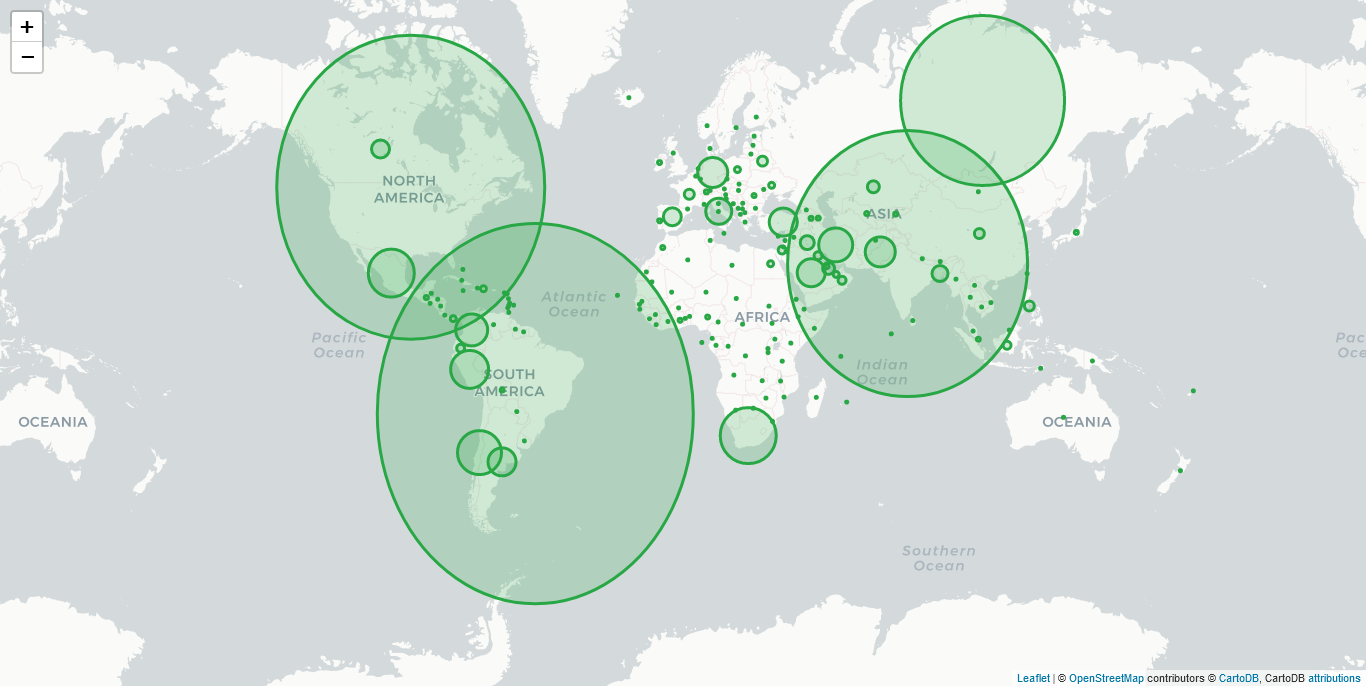 +
−
NORTH
AMERICA
Atlantic
Ocean
ASIA
AFRICA
Pacific
Ocean
Pac
Oce
SOUTH
AMERICA
Indian
Ocean
OCEANIA
OCEANIA
Southern
Ocean
Leaflet | © OpenStreetMap contributors © CartoDB, CartoDB attributions